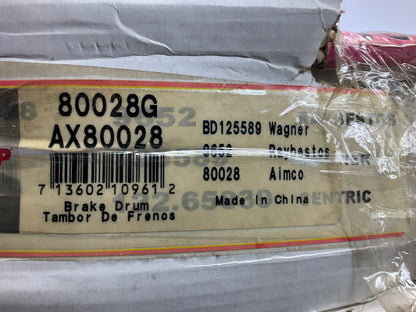 80028G
AX80028
7 13602 10961 2
Brake Drum
Tambor De Frenos
BD125589 Wagner
9652 Raybestos
80028 Aimco
Made In China